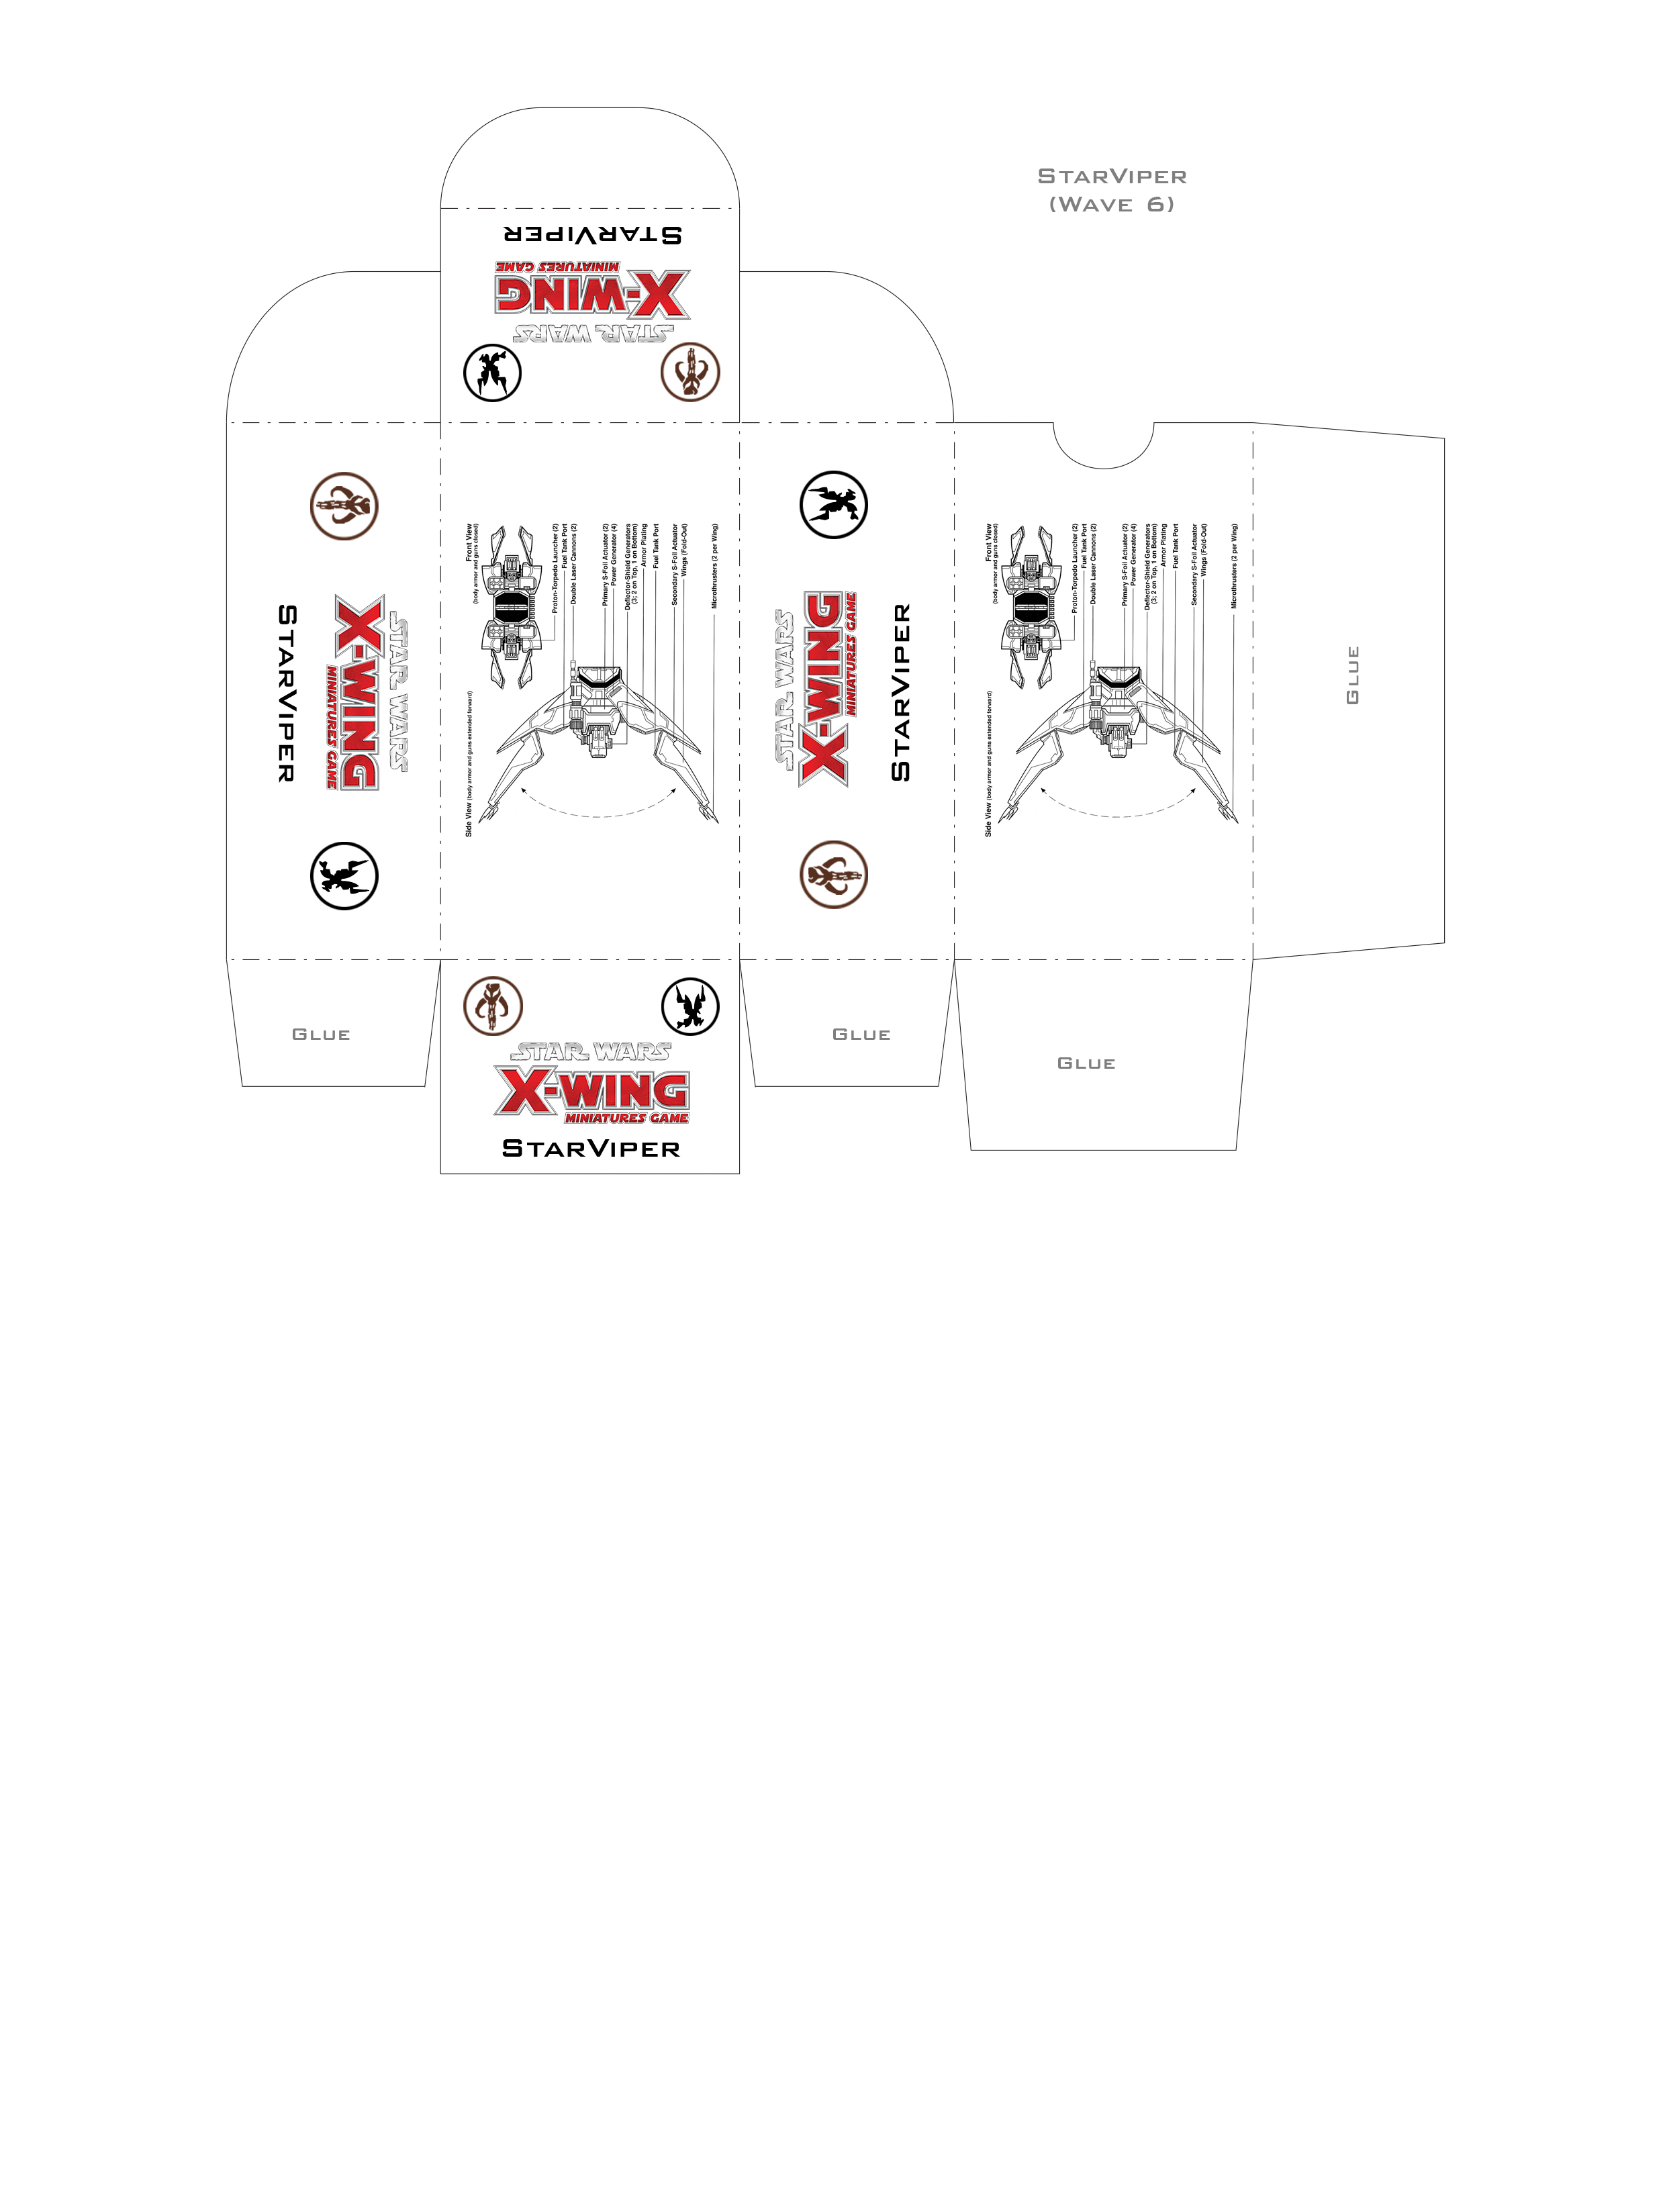 StarViper
(Wave 6)
StarViper
X-WING
MINIATURES GAME
STAR WARS
STAR WARS
X-WING
MINIATURES GAME
StarViper
Front View
(body armor and guns closed)
Proton-Torpedo Launcher (2)
Fuel Tank Port
Double Laser Cannons (2)
Primary S-Foil Actuator (2)
Power Generator (4)
Deflector-Shield Generators
(3; 2 on Top, 1 on Bottom)
Armor Plating
Fuel Tank Port
Secondary S-Foil Actuator
Wings (Fold-Out)
Microthrusters (2 per Wing)
Side View (body armor and guns extended forward)
STAR WARS
X-WING
MINIATURES GAME
StarViper
Front View
(body armor and guns closed)
Proton-Torpedo Launcher (2)
Fuel Tank Port
Double Laser Cannons (2)
Primary S-Foil Actuator (2)
Power Generator (4)
Deflector-Shield Generators
(3; 2 on Top, 1 on Bottom)
Armor Plating
Fuel Tank Port
Secondary S-Foil Actuator
Wings (Fold-Out)
Microthrusters (2 per Wing)
Side View (body armor and guns extended forward)
Glue
Glue
STAR WARS
X-WING
MINIATURES GAME
StarViper
Glue
Glue